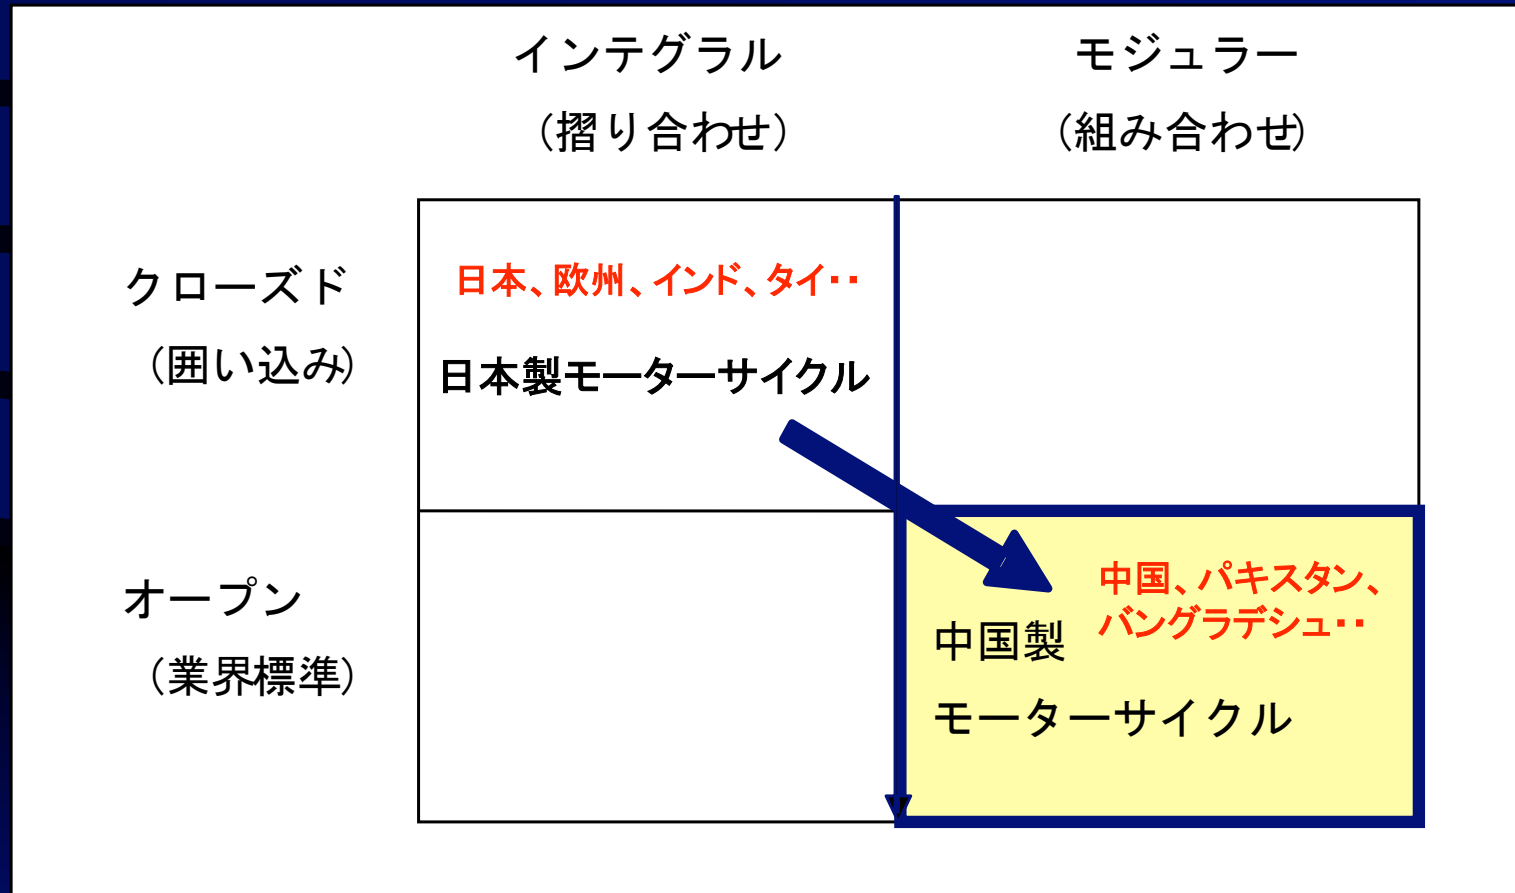 インテグラル
モジュラー
（摺り合わせ）
（組み合わせ）
クローズド
（囲い込み）
日本、欧州、インド、タイ・・
日本製モーターサイクル
オープン
（業界標準）
中国、パキスタン、
バングラデシュ・・
中国製
モーターサイクル